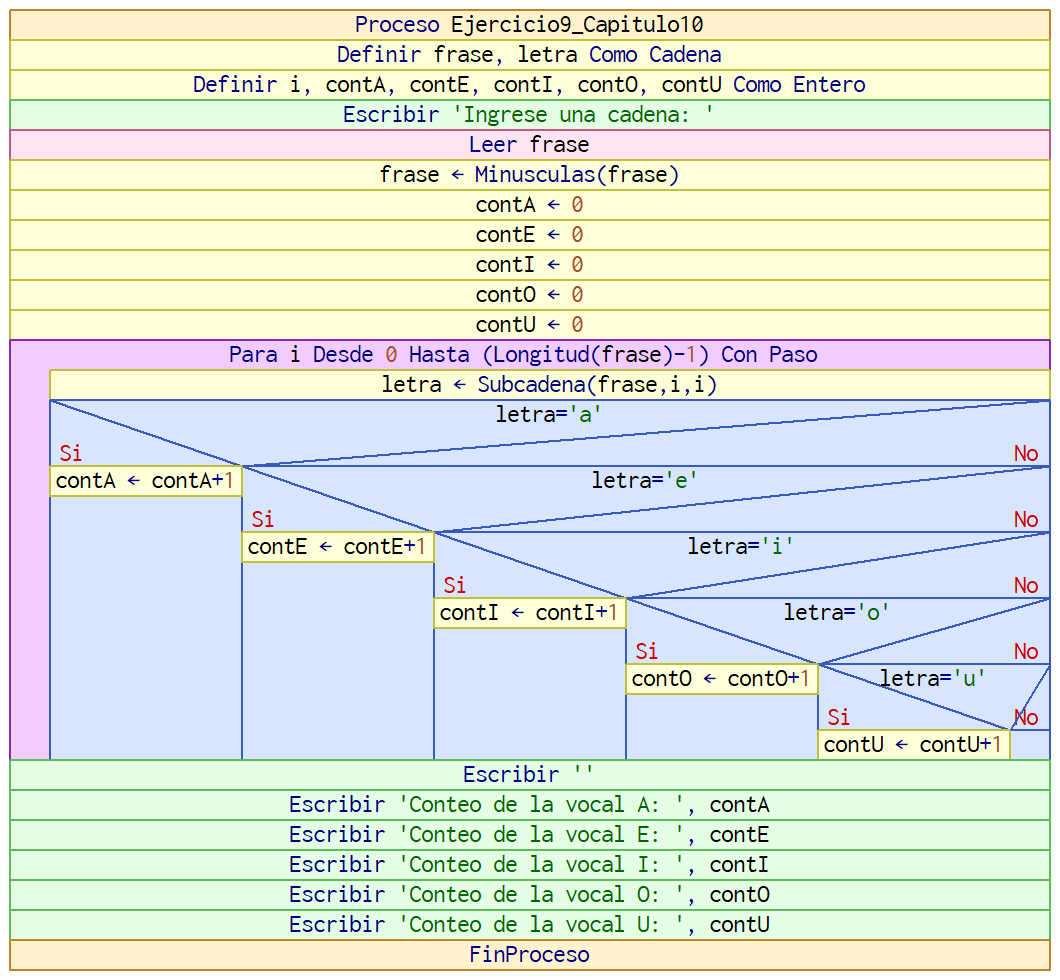 Proceso Ejercicio9_Capitulo10
Definir frase, letra Como Cadena
Definir i, contA, contE, contI, contO, contU Como Entero
Escribir 'Ingrese una cadena: '
Leer frase
frase ← Minusculas(frase)
contA ← 0
contE ← 0
contI ← 0
contO ← 0
contU ← 0
Para i Desde 0 Hasta (Longitud(frase)-1) Con Paso
letra ← Subcadena(frase,i,i)
letra='a'
Si No
contA ← contA+1
letra='e'
Si No
contE ← contE+1
letra='i'
Si No
contI ← contI+1
letra='o'
Si No
contO ← contO+1
letra='u'
Si No
contU ← contU+1
Escribir ''
Escribir 'Conteo de la vocal A: ', contA
Escribir 'Conteo de la vocal E: ', contE
Escribir 'Conteo de la vocal I: ', contI
Escribir 'Conteo de la vocal O: ', contO
Escribir 'Conteo de la vocal U: ', contU
FinProceso